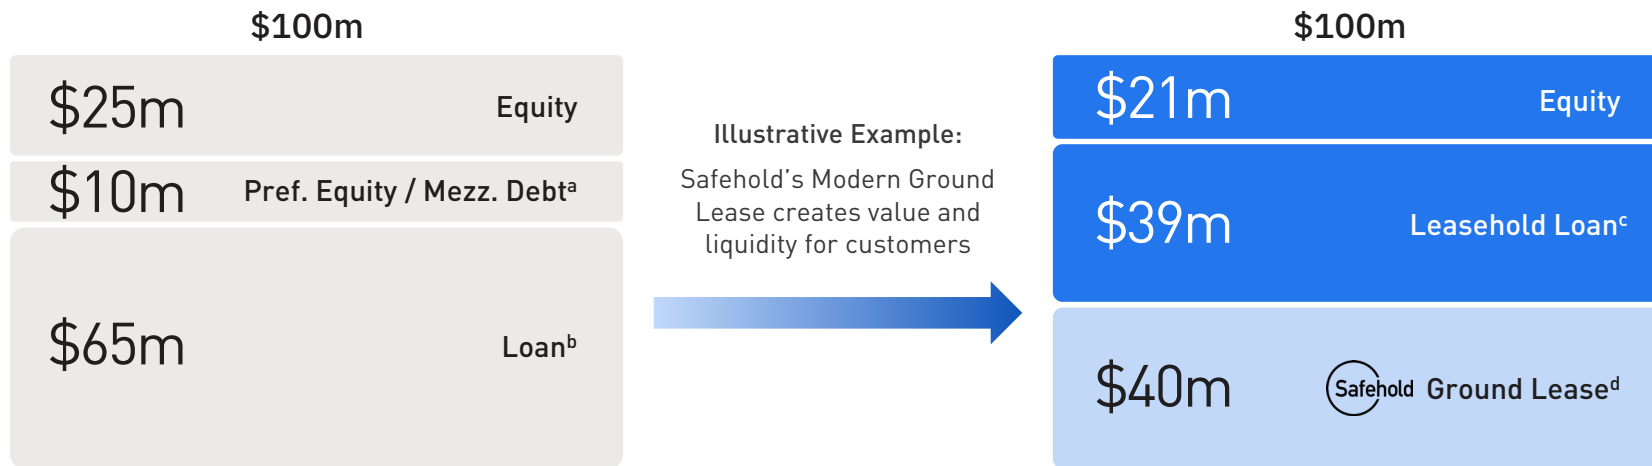 $100m
$25m Equity
$10m Pref. Equity / Mezz. Debtᵃ
$65m Loanᵇ
Illustrative Example:
Safehold’s Modern Ground
Lease creates value and
liquidity for customers
$100m
$21m Equity
$39m Leasehold Loanᶜ
$40m Safehold Ground Leaseᵈ